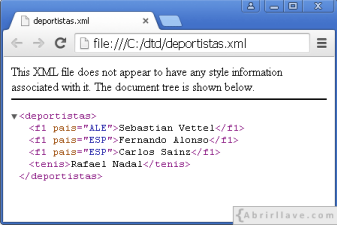 deportistas.xml
file:///C:/dtd/deportistas.xml
This XML file does not appear to have any style information
associated with it. The document tree is shown below.
▼<deportistas>
<f1 pais="ALE">Sebastian Vettel</f1>
<f1 pais="ESP">Fernando Alonso</f1>
<f1 pais="ESP">Carlos Sainz</f1>
<tenis>Rafael Nadal</tenis>
</deportistas>
{Abrirllave.com